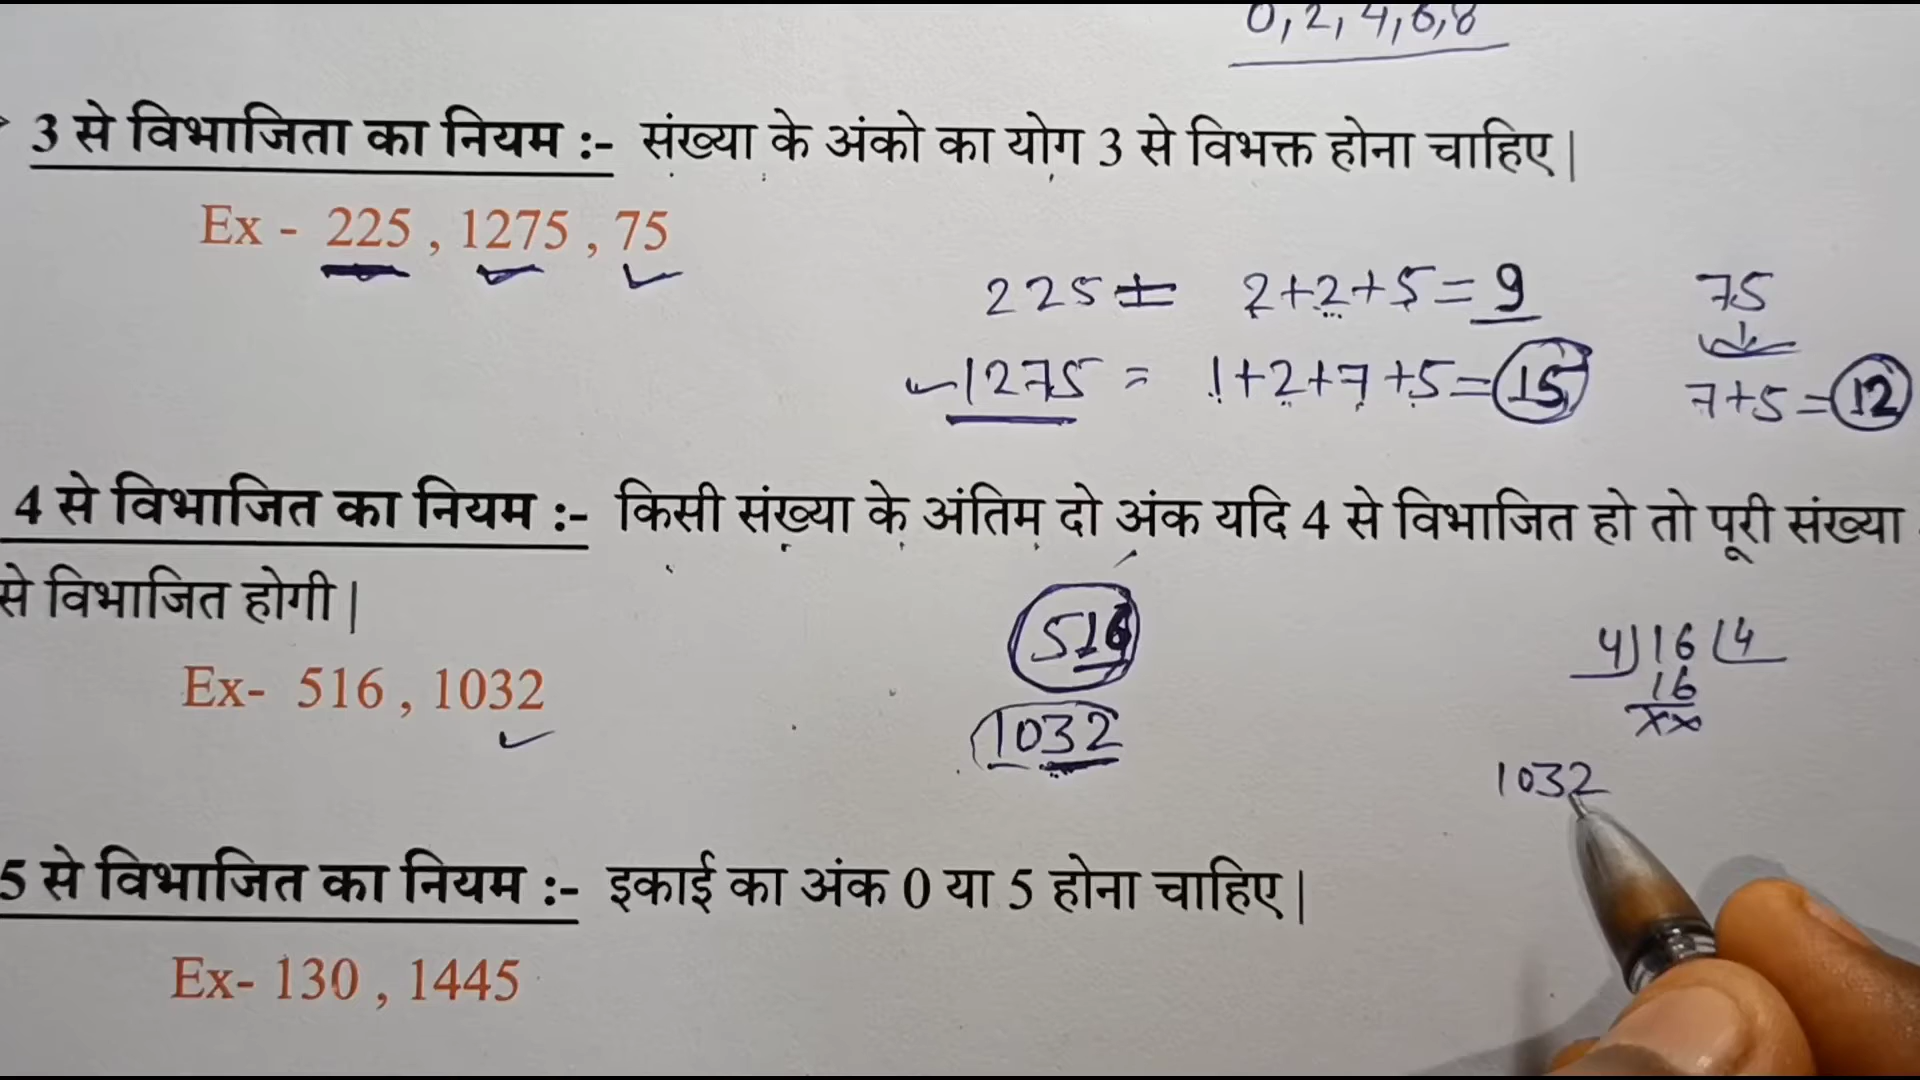 0, 2, 4, 6, 8
3 से विभाजिता का नियम :- संख्या के अंको का योग 3 से विभक्त होना चाहिए |
Ex - 225 , 1275 , 75
225 = 2+2+5=9
75
1275 = 1+2+7+5=15
7+5=12
4 से विभाजित का नियम :- किसी संख्या के अंतिम दो अंक यदि 4 से विभाजित हो तो पूरी संख्या
से विभाजित होगी |
516
4)16(4
16
xx
Ex- 516 , 1032
1032
1032
5 से विभाजित का नियम :- इकाई का अंक 0 या 5 होना चाहिए |
Ex- 130 , 1445